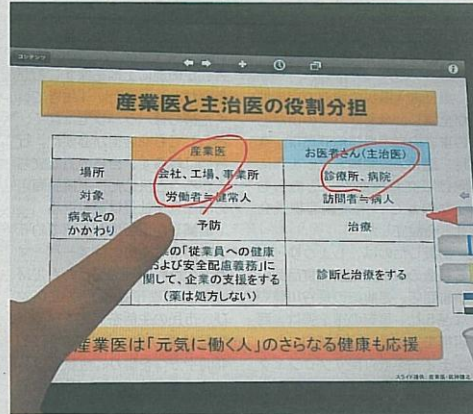 コンテンツ
産業医と主治医の役割分担
産業医 お医者さん(主治医)
場所 会社、工場、事業所 診療所、病院
対象 労働者≒健常人 訪問者≒病人
病気との
かかわり 予防 治療
の「従業員への健康
および安全配慮義務」に
関して、企業の支援をする
(薬は処方しない)
診断と治療をする
産業医は「元気に働く人」のさらなる健康も応援